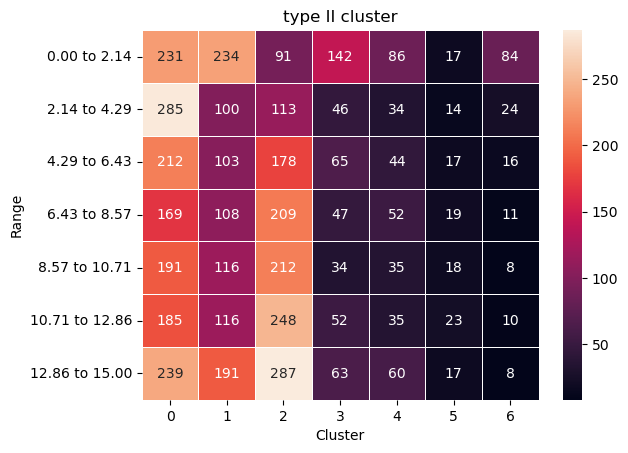 type II cluster
0.00 to 2.14 231 234 91 142 86 17 84
2.14 to 4.29 285 100 113 46 34 14 24
4.29 to 6.43 212 103 178 65 44 17 16
6.43 to 8.57 169 108 209 47 52 19 11
8.57 to 10.71 191 116 212 34 35 18 8
10.71 to 12.86 185 116 248 52 35 23 10
12.86 to 15.00 239 191 287 63 60 17 8
0 1 2 3 4 5 6
Cluster
Range
250
200
150
100
50